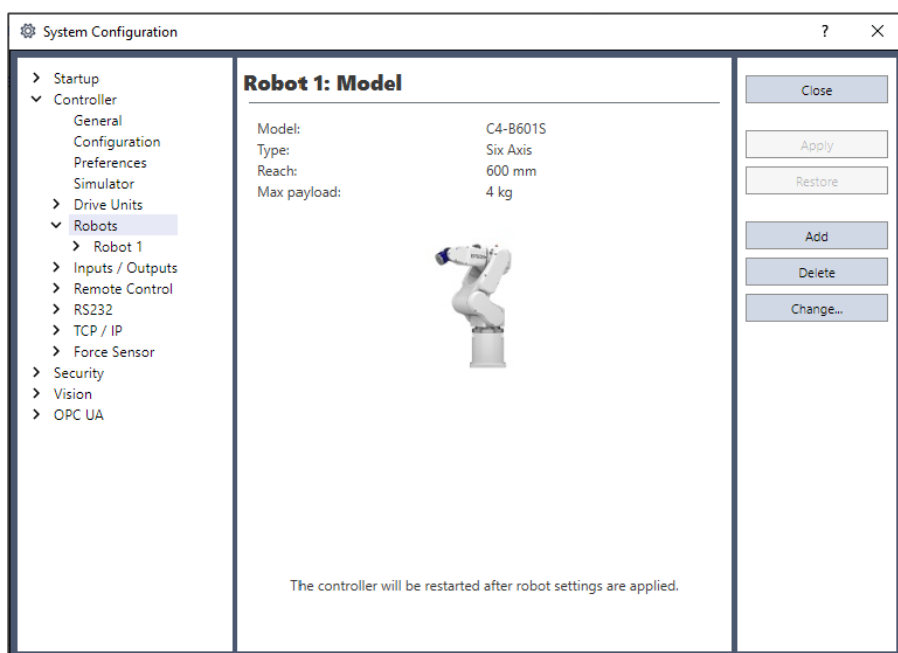 System Configuration
?
Startup
Controller
General
Configuration
Preferences
Simulator
Drive Units
Robots
Robot 1
Inputs / Outputs
Remote Control
RS232
TCP / IP
Force Sensor
Security
Vision
OPC UA
Robot 1: Model
Model: C4-B601S
Type: Six Axis
Reach: 600 mm
Max payload: 4 kg
EPSON
The controller will be restarted after robot settings are applied.
Close
Apply
Restore
Add
Delete
Change...